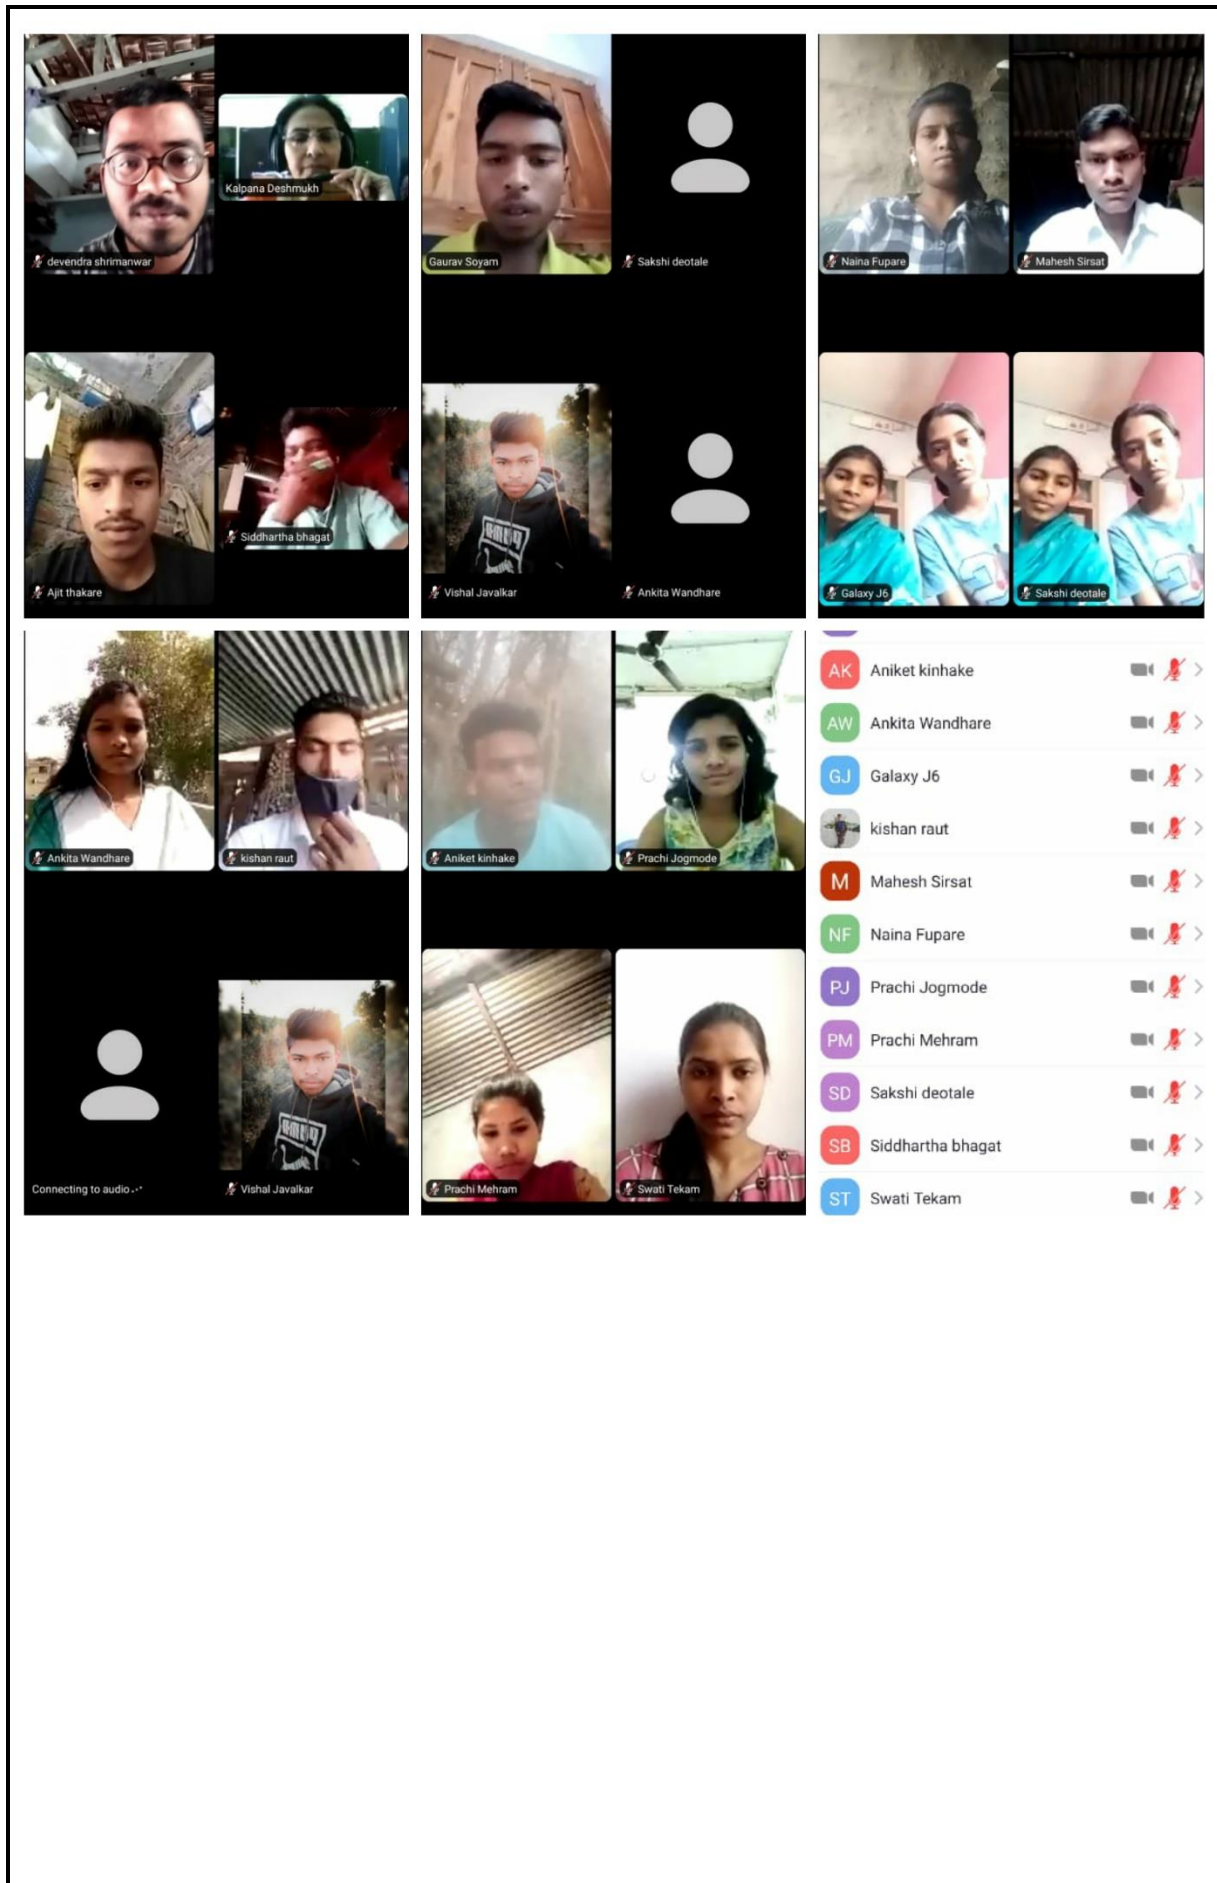 Kalpana Deshmukh
devendra shrimanwar
Ajit thakare
Siddhartha bhagat
Gaurav Soyam
Sakshi deotale
Vishal Javalkar
Ankita Wandhare
Naina Fupare
Mahesh Sirsat
Galaxy J6
Sakshi deotale
Ankita Wandhare
kishan raut
Connecting to audio
Vishal Javalkar
Aniket kinhake
Prachi Jogmode
Prachi Mehram
Swati Tekam
AK Aniket kinhake
AW Ankita Wandhare
GJ Galaxy J6
kishan raut
M Mahesh Sirsat
NF Naina Fupare
PJ Prachi Jogmode
PM Prachi Mehram
SD Sakshi deotale
SB Siddhartha bhagat
ST Swati Tekam